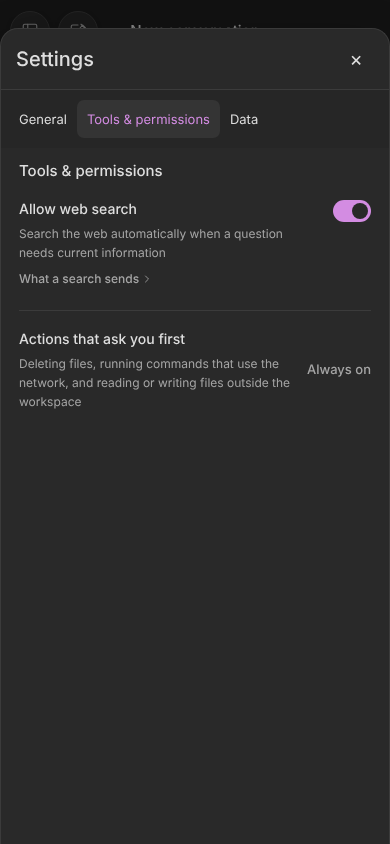 Settings
General Tools & permissions Data
Tools & permissions
Allow web search
Search the web automatically when a question
needs current information
What a search sends
Actions that ask you first
Deleting files, running commands that use the
network, and reading or writing files outside the
workspace
Always on